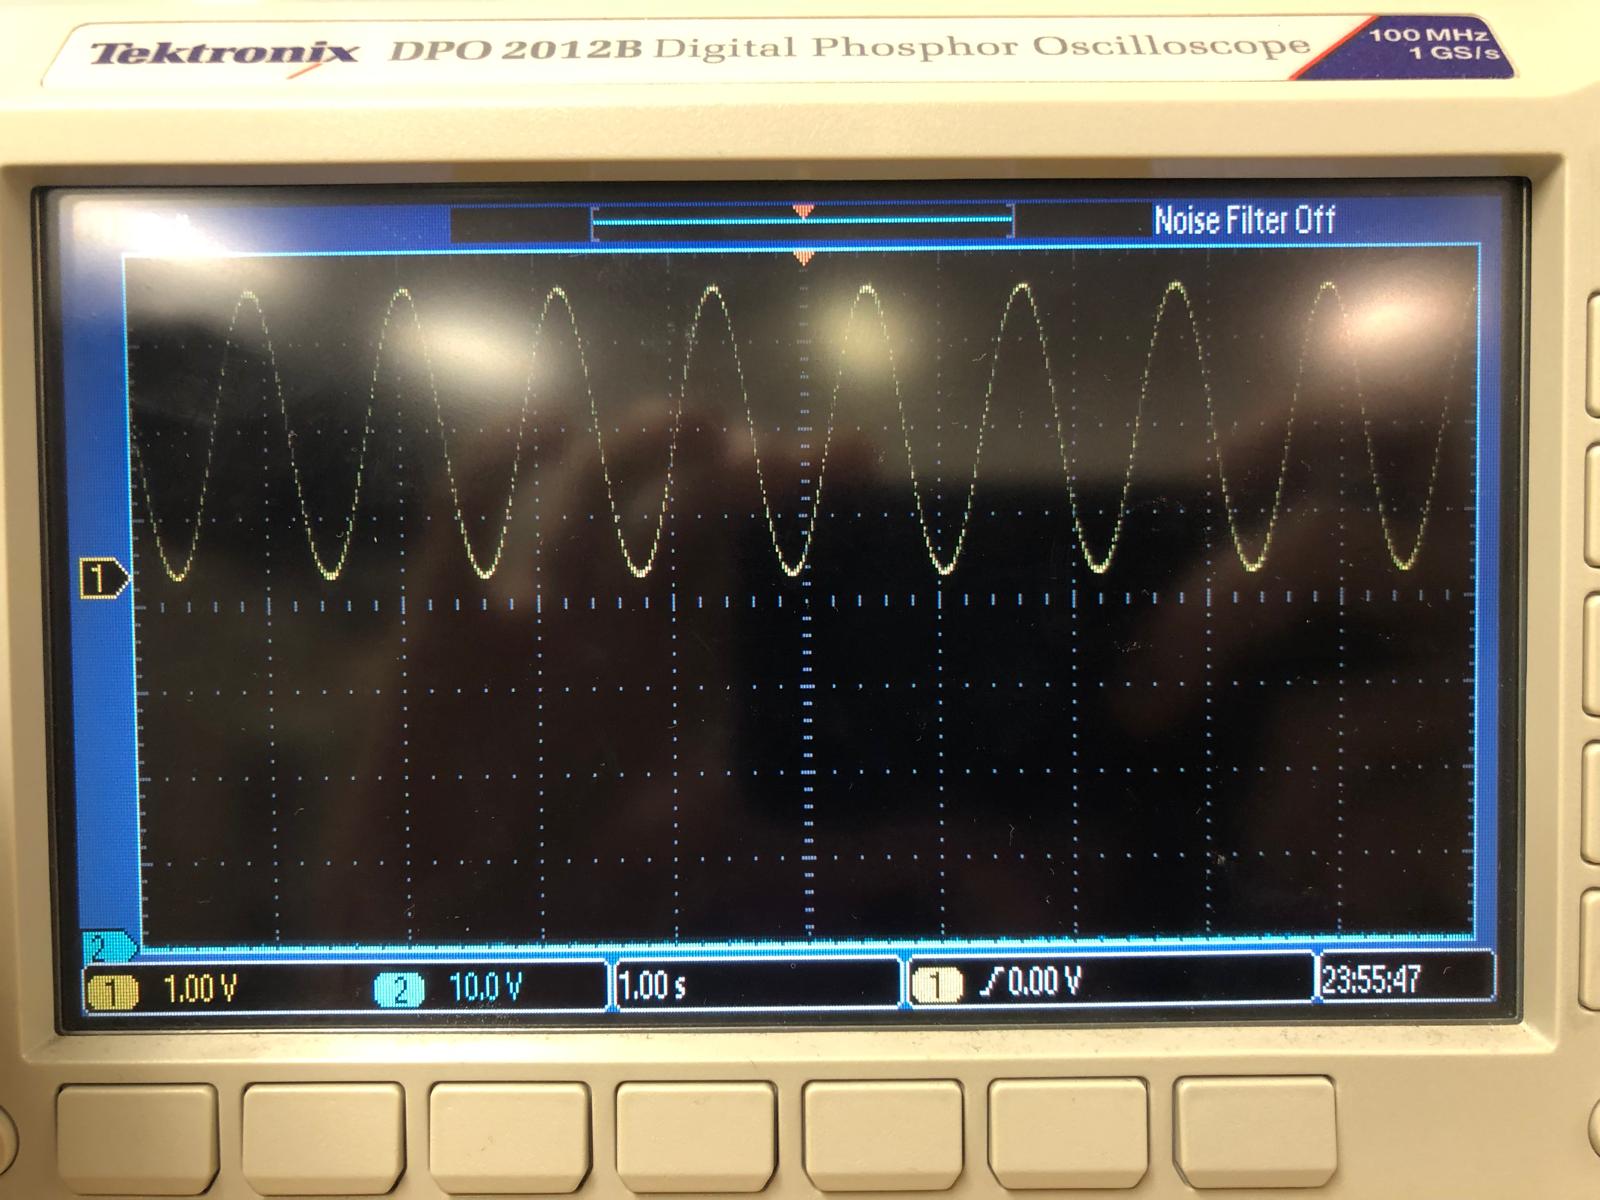 Tektronix DPO 2012B Digital Phosphor Oscilloscope
100 MHz
1 GS/s
Noise Filter Off
1
2
1 1.00 V 2 10.0 V 1.00 s 1 0.00 V 23:55:47